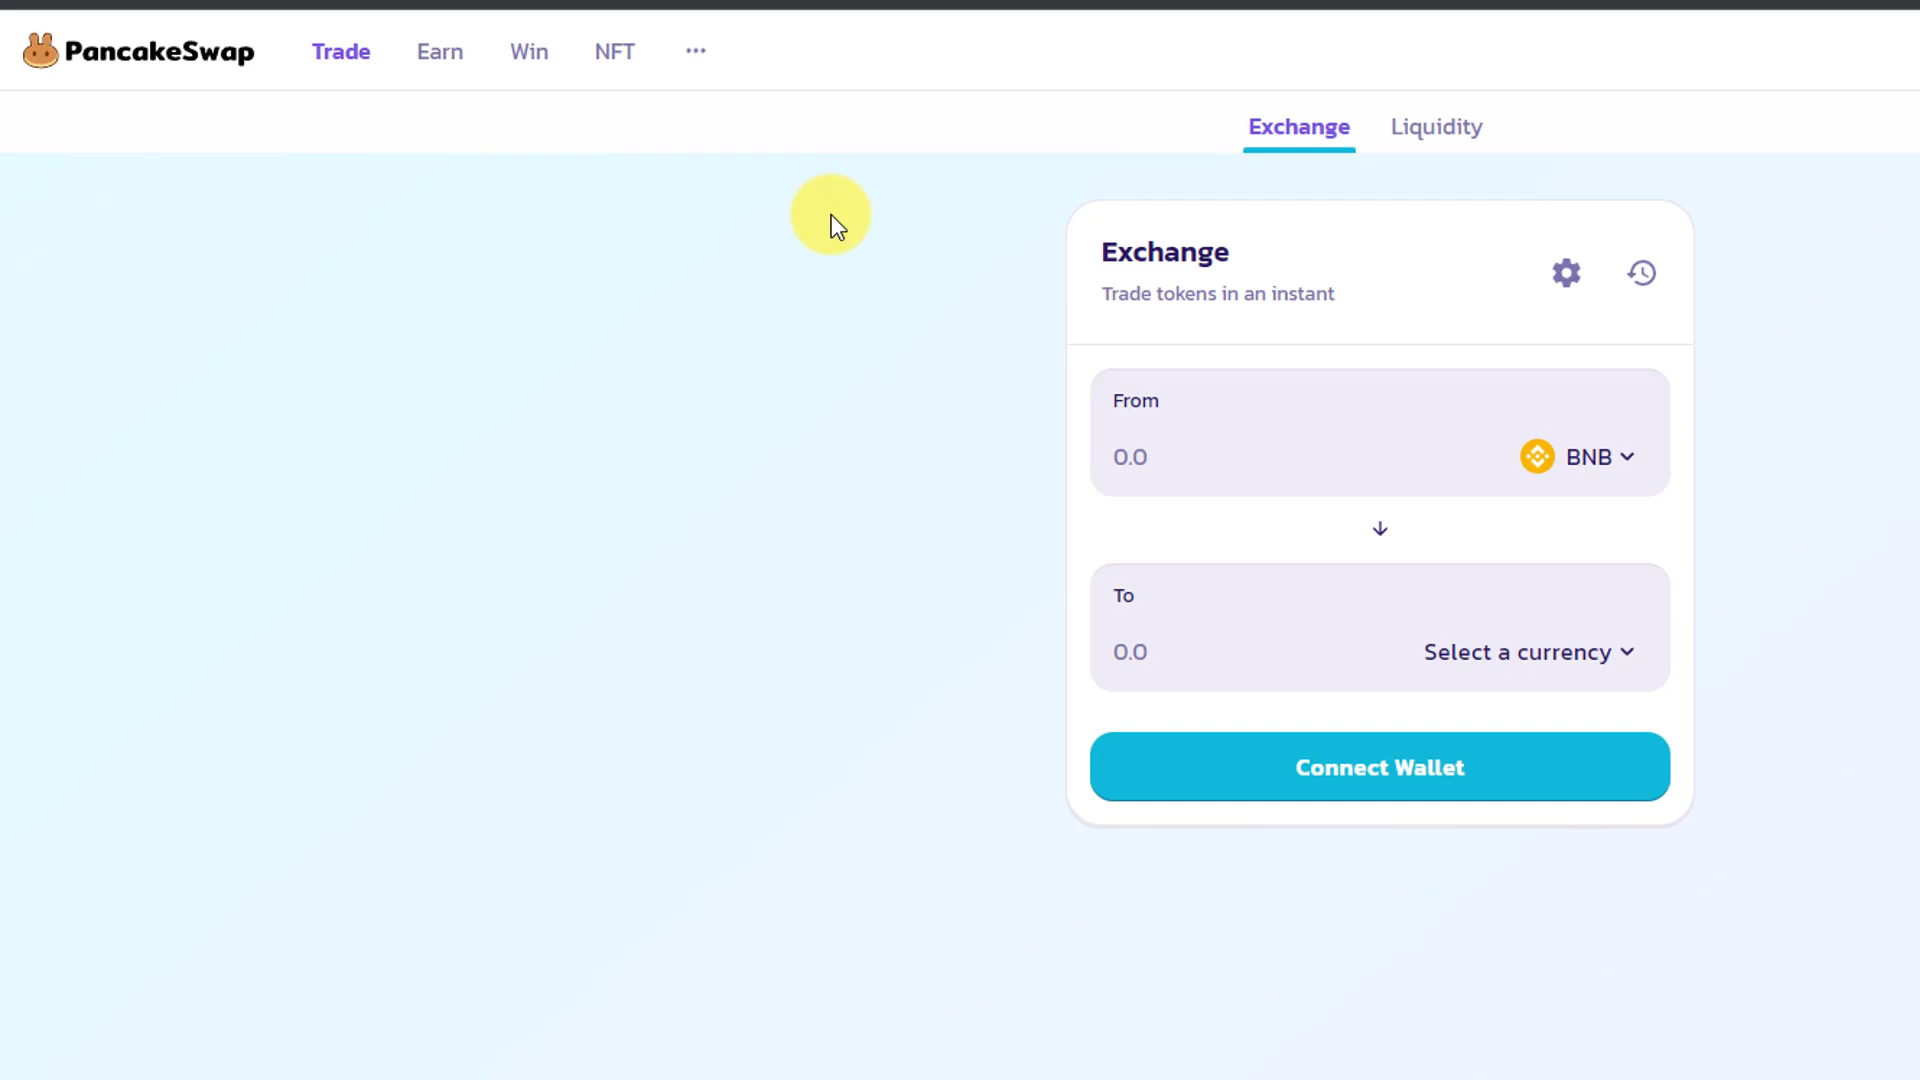 PancakeSwap
Trade
Earn
Win
NFT
...
Exchange
Liquidity
Exchange
Trade tokens in an instant
From
0.0
BNB
To
0.0
Select a currency
Connect Wallet